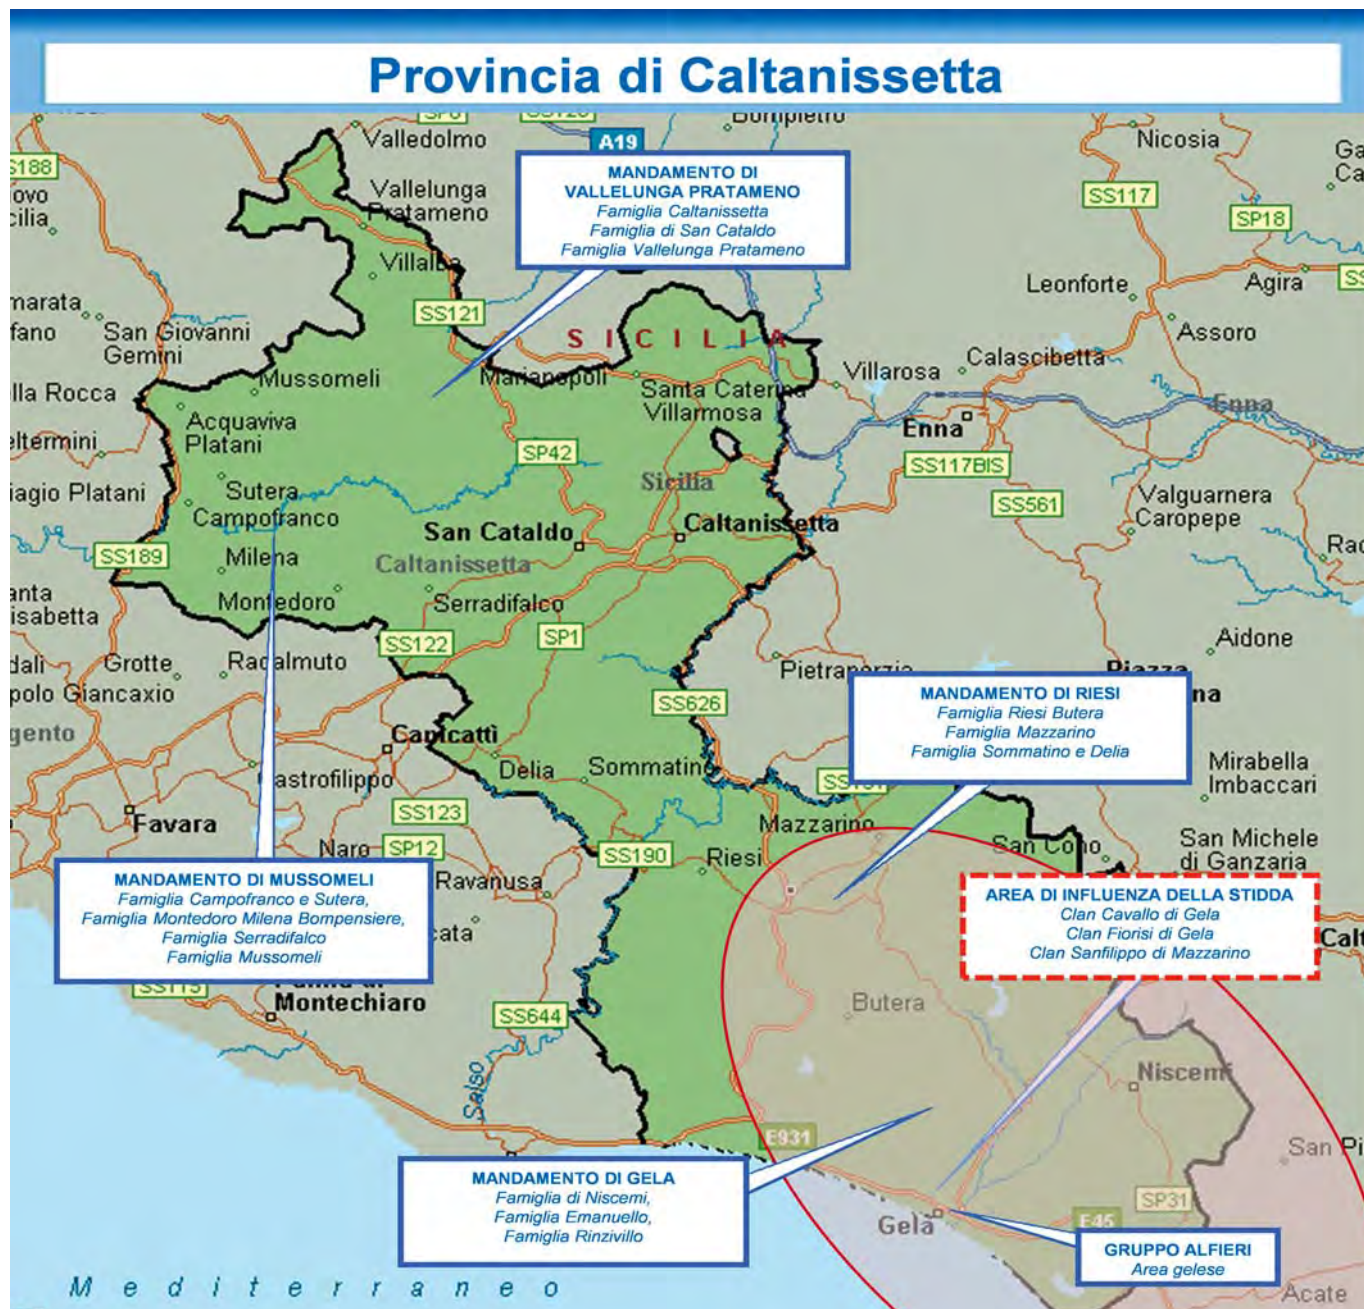 Provincia di Caltanissetta
Valledolmo
A19
Bompietro
Nicosia
SS188
MANDAMENTO DI
VALLELUNGA PRATAMENO
Famiglia Caltanissetta
Famiglia di San Cataldo
Famiglia Vallelunga Pratameno
Vallelunga
Pratameno
SS117
SP18
Villalba
SS121
Leonforte
Agira
San Giovanni
Gemini
SICILIA
Assoro
Mussomeli
Marianopoli
Santa Caterina
Villarmosa
Villarosa
Calascibetta
Acquaviva
Platani
Enna
Enna
SP42
SS117BIS
Sutera
Campofranco
Sicilia
SS561
Valguarnera
Caropepe
San Cataldo
Caltanissetta
SS189
Milena
Caltanissetta
Montedoro
Serradifalco
SS122
SP1
Aidone
Grotte
Racalmuto
Pietraperzia
Piazza
MANDAMENTO DI RIESI
Famiglia Riesi Butera
Famiglia Mazzarino
Famiglia Sommatino e Delia
SS626
Canicattì
Castrofilippo
Delia
Sommatino
Mirabella
Imbaccari
SS123
Favara
Naro
SP12
SS190
Riesi
Mazzarino
San Cono
San Michele
di Ganzaria
MANDAMENTO DI MUSSOMELI
Famiglia Campofranco e Sutera,
Famiglia Montedoro Milena Bompensiere,
Famiglia Serradifalco
Famiglia Mussomeli
Ravanusa
AREA DI INFLUENZA DELLA STIDDA
Clan Cavallo di Gela
Clan Fiorisi di Gela
Clan Sanfilippo di Mazzarino
SS115
Montechiaro
SS644
Butera
Salso
Niscemi
E931
MANDAMENTO DI GELA
Famiglia di Niscemi,
Famiglia Emanuello,
Famiglia Rinzivillo
SP31
Gela
E45
GRUPPO ALFIERI
Area gelese
Mediterraneo
Acate